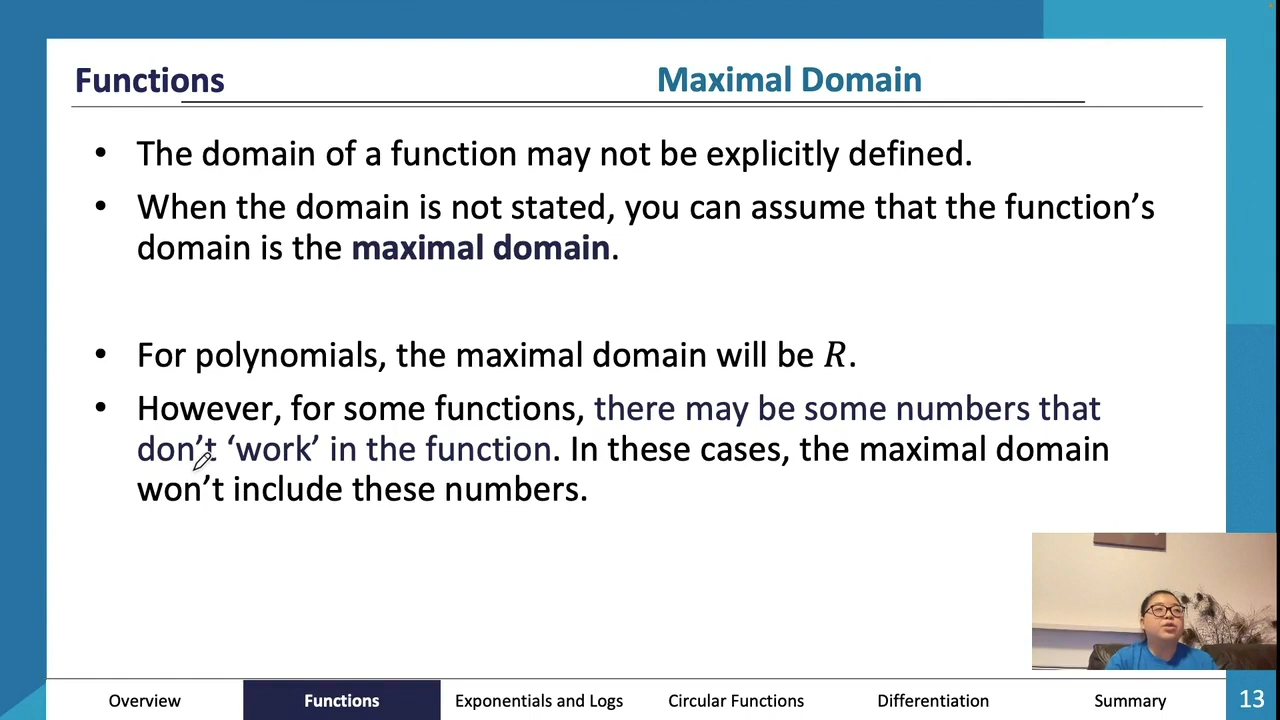 Functions
Maximal Domain
• The domain of a function may not be explicitly defined.
• When the domain is not stated, you can assume that the function’s
domain is the maximal domain.
• For polynomials, the maximal domain will be R.
• However, for some functions, there may be some numbers that
don’t ‘work’ in the function. In these cases, the maximal domain
won’t include these numbers.
Overview
Functions
Exponentials and Logs
Circular Functions
Differentiation
Summary
13